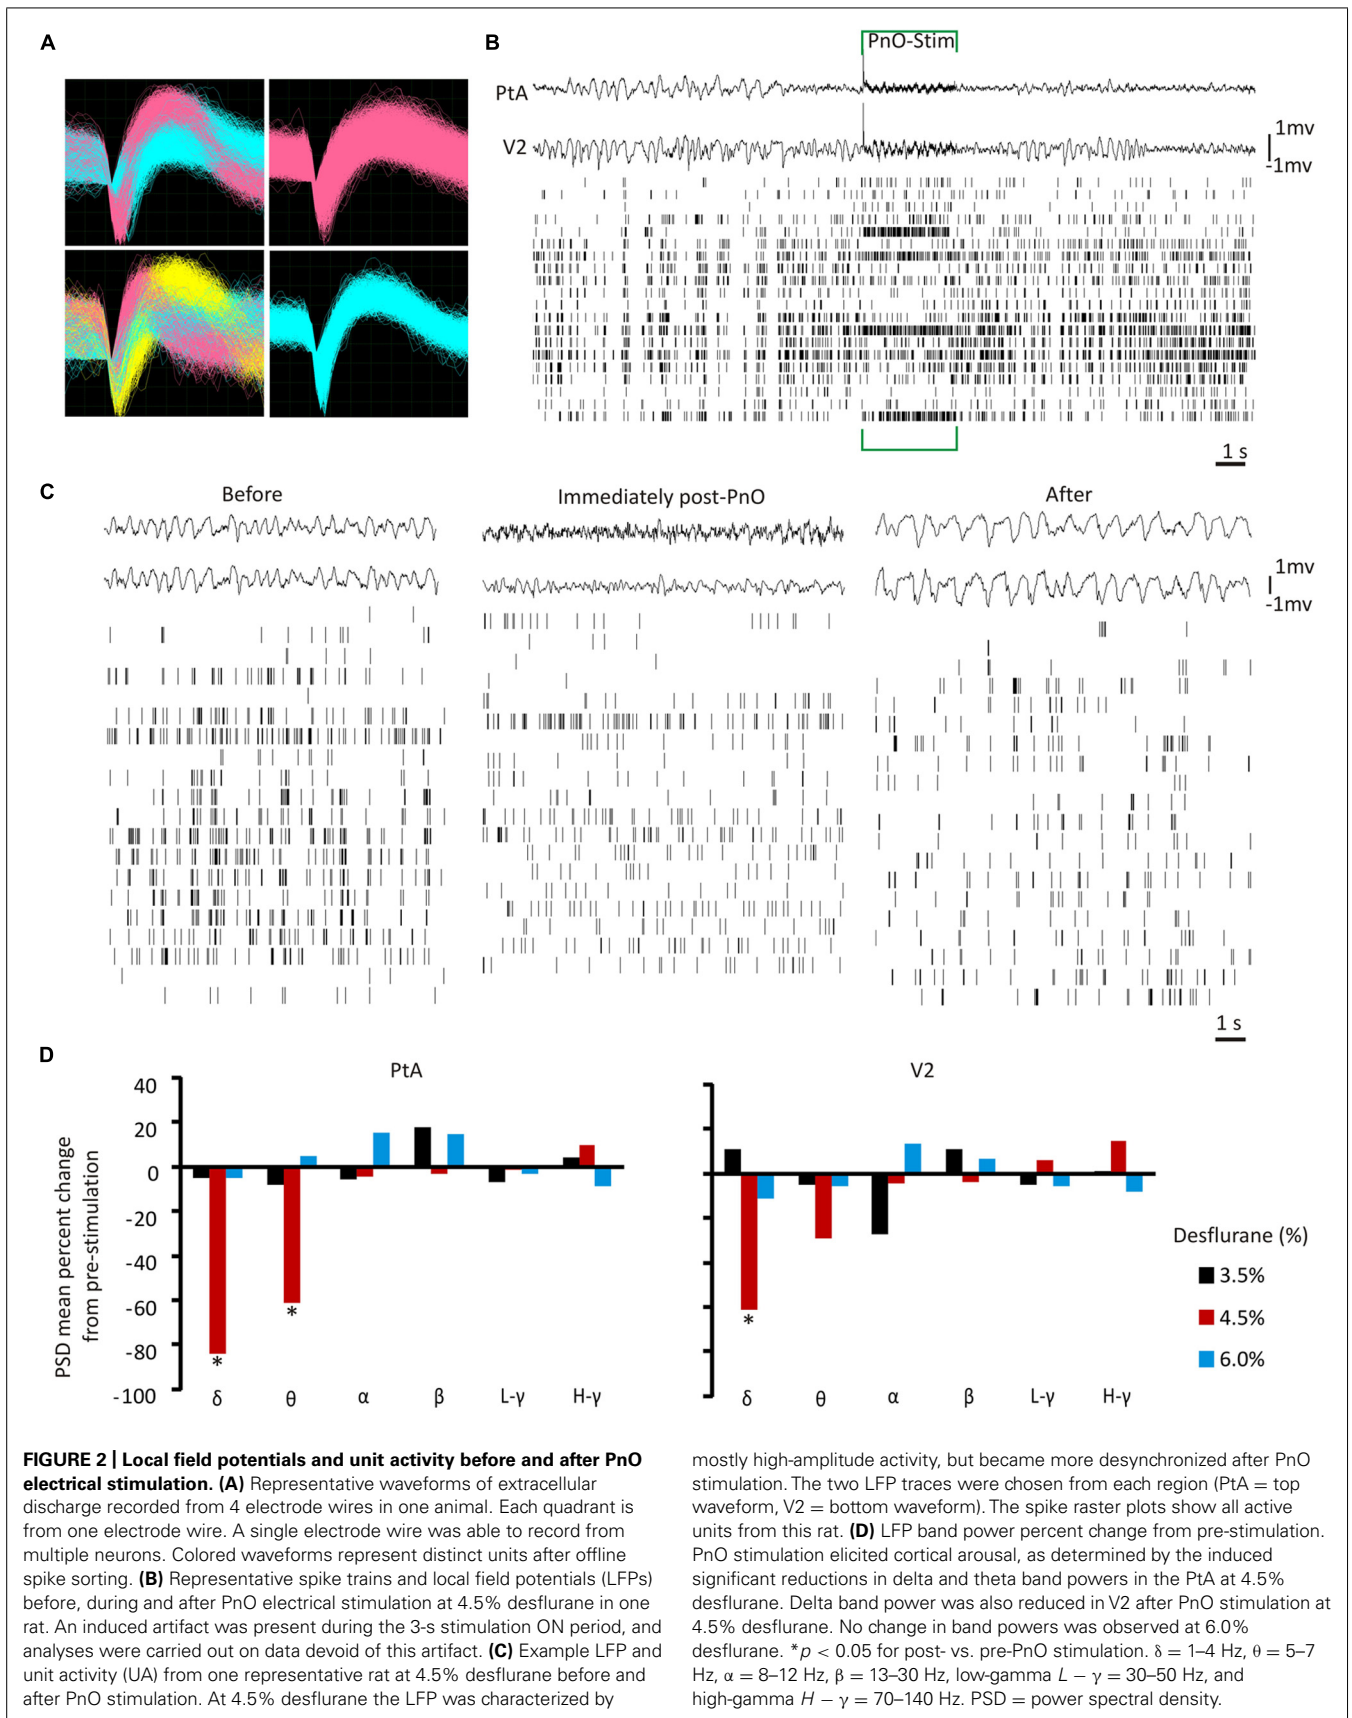 A
B
PnO-Stim
PtA
V2
1mv
-1mv
1 s
C
Before
Immediately post-PnO
After
1mv
-1mv
1 s
D
PtA
V2
PSD mean percent change
from pre-stimulation
40
20
0
-20
-40
-60
-80
-100
*
*
*
δ θ α β L-γ H-γ
δ θ α β L-γ H-γ
Desflurane (%)
3.5%
4.5%
6.0%
FIGURE 2 | Local field potentials and unit activity before and after PnO
electrical stimulation. (A) Representative waveforms of extracellular
discharge recorded from 4 electrode wires in one animal. Each quadrant is
from one electrode wire. A single electrode wire was able to record from
multiple neurons. Colored waveforms represent distinct units after offline
spike sorting. (B) Representative spike trains and local field potentials (LFPs)
before, during and after PnO electrical stimulation at 4.5% desflurane in one
rat. An induced artifact was present during the 3-s stimulation ON period, and
analyses were carried out on data devoid of this artifact. (C) Example LFP and
unit activity (UA) from one representative rat at 4.5% desflurane before and
after PnO stimulation. At 4.5% desflurane the LFP was characterized by
mostly high-amplitude activity, but became more desynchronized after PnO
stimulation. The two LFP traces were chosen from each region (PtA = top
waveform, V2 = bottom waveform). The spike raster plots show all active
units from this rat. (D) LFP band power percent change from pre-stimulation.
PnO stimulation elicited cortical arousal, as determined by the induced
significant reductions in delta and theta band powers in the PtA at 4.5%
desflurane. Delta band power was also reduced in V2 after PnO stimulation at
4.5% desflurane. No change in band powers was observed at 6.0%
desflurane. *p < 0.05 for post- vs. pre-PnO stimulation. δ = 1–4 Hz, θ = 5–7
Hz, α = 8–12 Hz, β = 13–30 Hz, low-gamma L − γ = 30–50 Hz, and
high-gamma H − γ = 70–140 Hz. PSD = power spectral density.